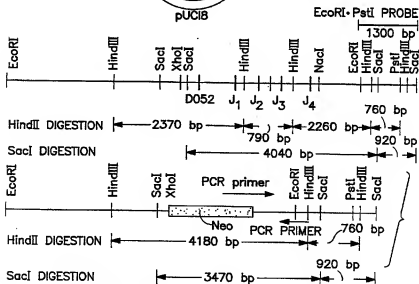 pUCI8
EcoRI•PstI PROBE
1300 bp
EcoRI HindIII SacI XhoI SacI HindIII HindIII NacI EcoRI HindIII SacI PstI HindIII SacI
D052 J1 J2 J3 J4
760 bp
HindII DIGESTION 2370 bp 2260 bp
790 bp 920 bp
SacI DIGESTION 4040 bp
EcoRI HindIII SacI XhoI PCR primer EcoRI HindIII SacI PstI HindIII SacI
Neo PCR PRIMER
HindII DIGESTION 4180 bp 760 bp
920 bp
SacI DIGESTION 3470 bp